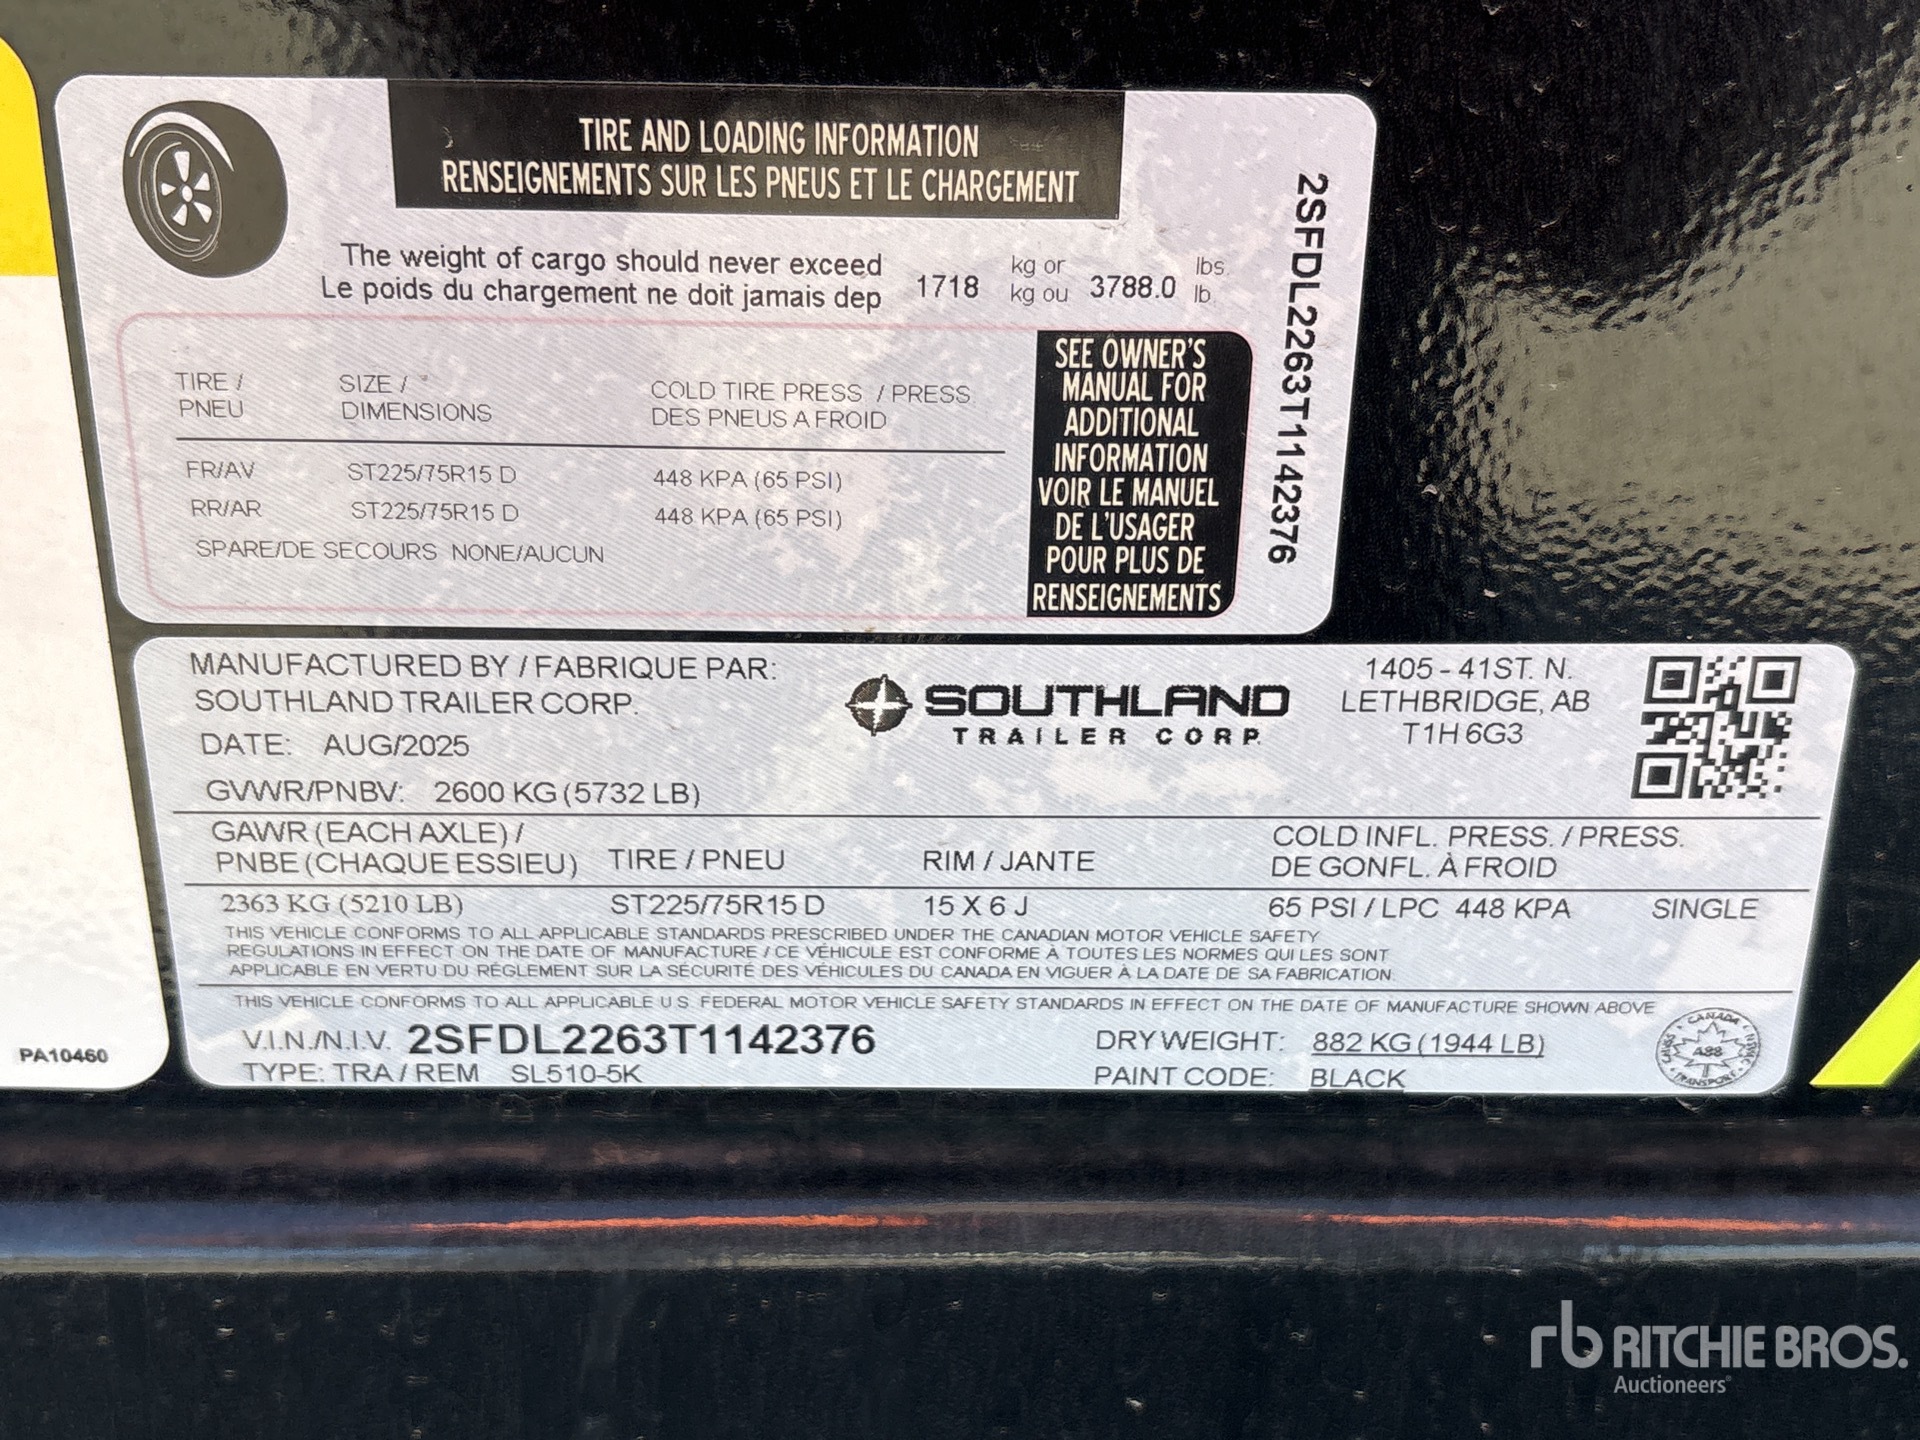 TIRE AND LOADING INFORMATION
RENSEIGNEMENTS SUR LES PNEUS ET LE CHARGEMENT
The weight of cargo should never exceed
Le poids du chargement ne doit jamais dep
1718 kg or 3788.0 lbs.
kg ou lb.
TIRE / SIZE / COLD TIRE PRESS / PRESS.
PNEU DIMENSIONS DES PNEUS A FROID
FR/AV ST225/75R15 D 448 KPA (65 PSI)
RR/AR ST225/75R15 D 448 KPA (65 PSI)
SPARE/DE SECOURS NONE/AUCUN
SEE OWNER'S
MANUAL FOR
ADDITIONAL
INFORMATION
VOIR LE MANUEL
DE L'USAGER
POUR PLUS DE
RENSEIGNEMENTS
2SFDL2263T1142376
MANUFACTURED BY / FABRIQUE PAR:
SOUTHLAND TRAILER CORP.
DATE: AUG/2025
GVWR/PNBV: 2600 KG (5732 LB)
SOUTHLAND
TRAILER CORP.
1405 - 41ST. N.
LETHBRIDGE, AB
T1H 6G3
GAWR (EACH AXLE) /
PNBE (CHAQUE ESSIEU) TIRE / PNEU RIM / JANTE
COLD INFL. PRESS. / PRESS.
DE GONFL. À FROID
2363 KG (5210 LB) ST225/75R15 D 15 X 6 J 65 PSI / LPC 448 KPA SINGLE
THIS VEHICLE CONFORMS TO ALL APPLICABLE STANDARDS PRESCRIBED UNDER THE CANADIAN MOTOR VEHICLE SAFETY
REGULATIONS IN EFFECT ON THE DATE OF MANUFACTURE / CE VÉHICULE EST CONFORME À TOUTES LES NORMES QUI LES SONT
APPLICABLE EN VERTU DU RÉGLEMENT SUR LA SÉCURITÉ DES VÉHICULES DU CANADA EN VIGUER À LA DATE DE SA FABRICATION.
THIS VEHICLE CONFORMS TO ALL APPLICABLE U.S. FEDERAL MOTOR VEHICLE SAFETY STANDARDS IN EFFECT ON THE DATE OF MANUFACTURE SHOWN ABOVE
V.I.N./N.I.V. 2SFDL2263T1142376 DRY WEIGHT: 882 KG (1944 LB)
TYPE: TRA / REM SL510-5K PAINT CODE: BLACK
CANADA
A88
TRANSPORT
PA10460
rb RITCHIE BROS.
Auctioneers